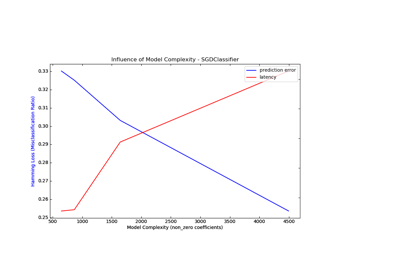 Influence of Model Complexity - SGDClassifier
prediction error
latency
0.33
0.32
0.31
0.30
0.29
0.28
0.27
0.26
0.25
Hamming Loss (Misclassification Ratio)
500 1000 1500 2000 2500 3000 3500 4000 4500
Model Complexity (non_zero coefficients)